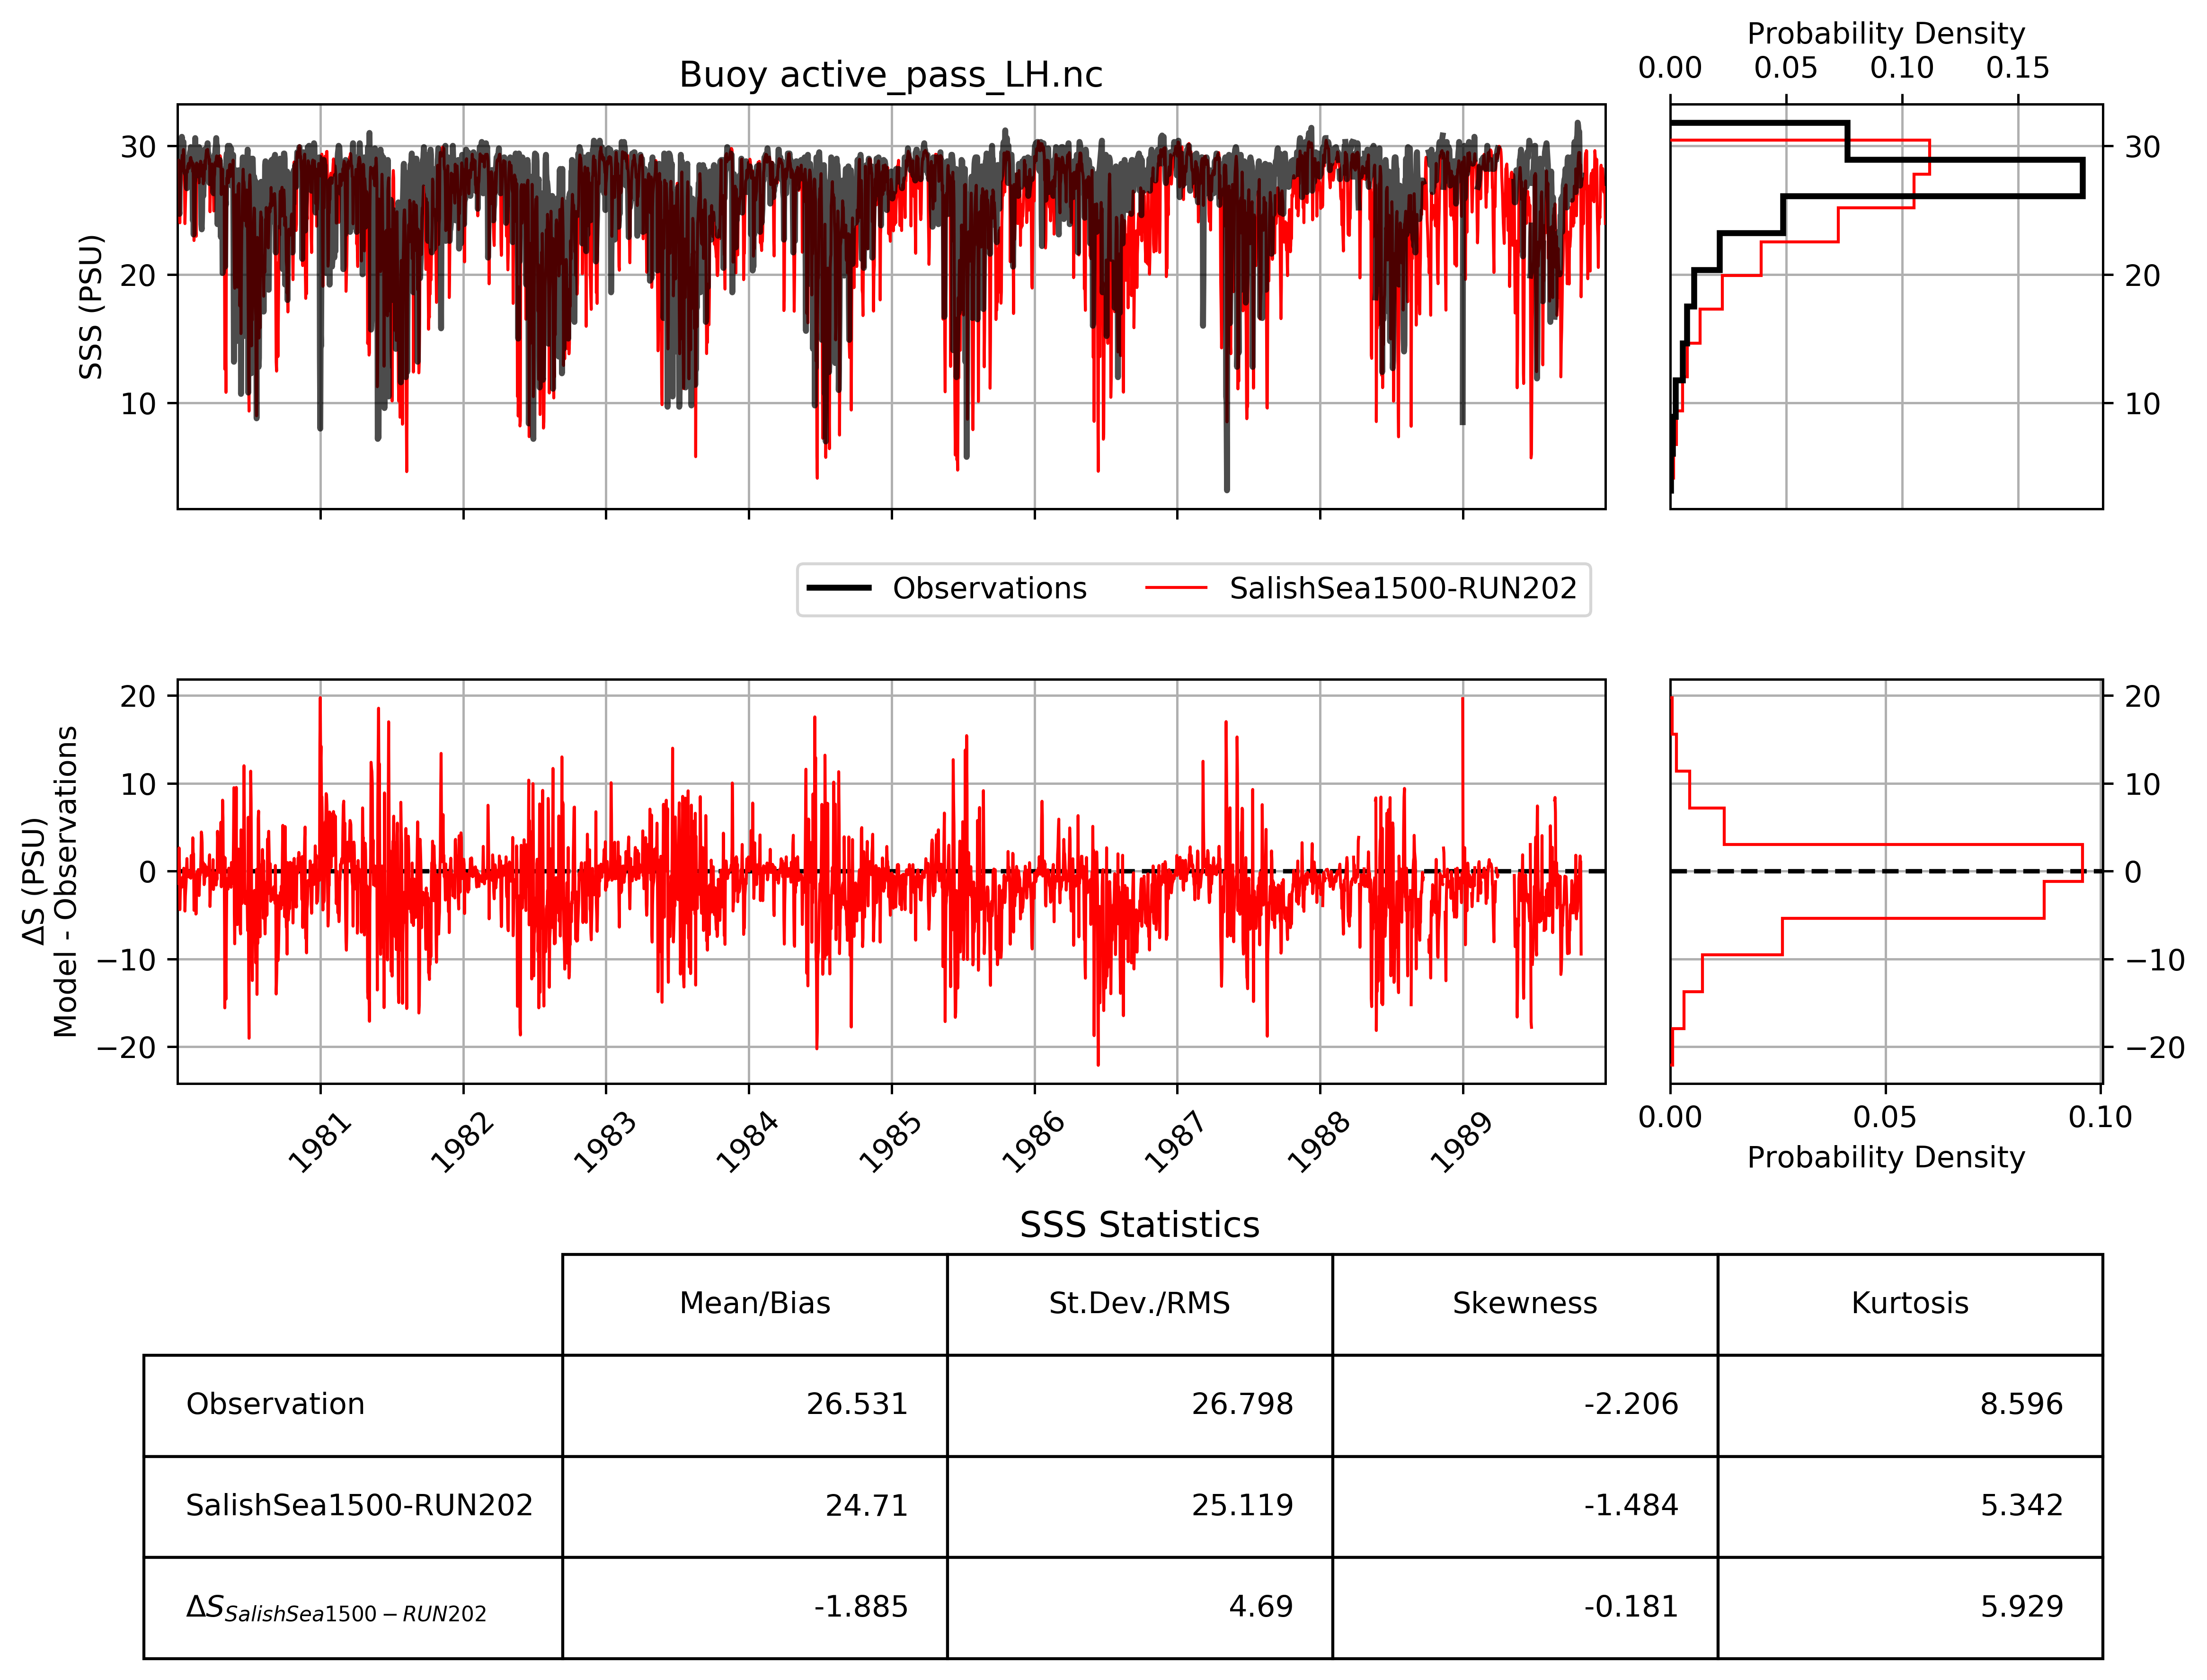 Probability Density
0.00 0.05 0.10 0.15
Buoy active_pass_LH.nc
SSS (PSU)
30
20
10
30
20
10
Observations SalishSea1500-RUN202
ΔS (PSU)
Model - Observations
20
10
0
−10
−20
20
10
0
−10
−20
1981 1982 1983 1984 1985 1986 1987 1988 1989
0.00 0.05 0.10
Probability Density
SSS Statistics
Mean/Bias St.Dev./RMS Skewness Kurtosis
Observation 26.531 26.798 -2.206 8.596
SalishSea1500-RUN202 24.71 25.119 -1.484 5.342
ΔS SalishSea1500−RUN202 -1.885 4.69 -0.181 5.929